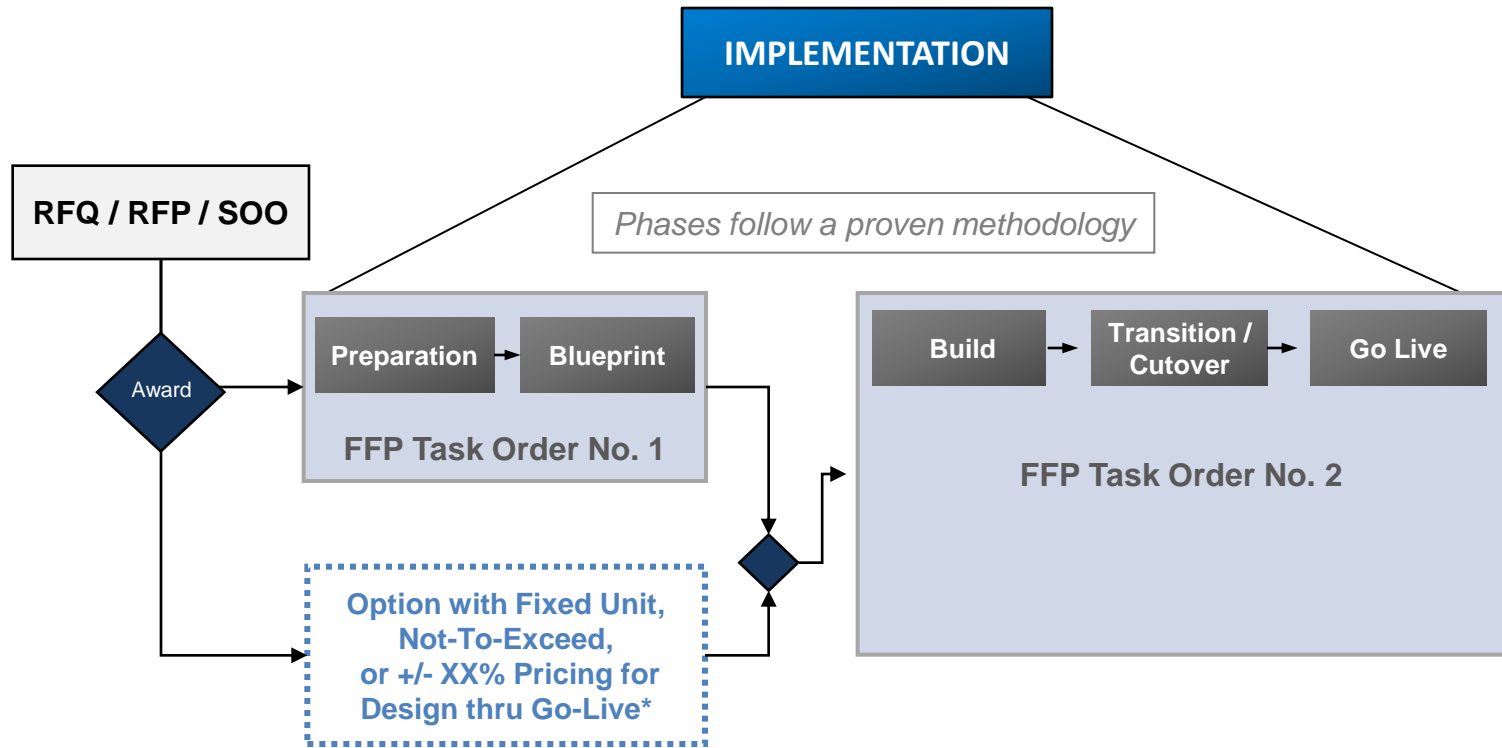 IMPLEMENTATION
RFQ / RFP / SOO
Phases follow a proven methodology
Award
Preparation
Blueprint
FFP Task Order No. 1
Build
Transition /
Cutover
Go Live
FFP Task Order No. 2
Option with Fixed Unit,
Not-To-Exceed,
or +/- XX% Pricing for
Design thru Go-Live*